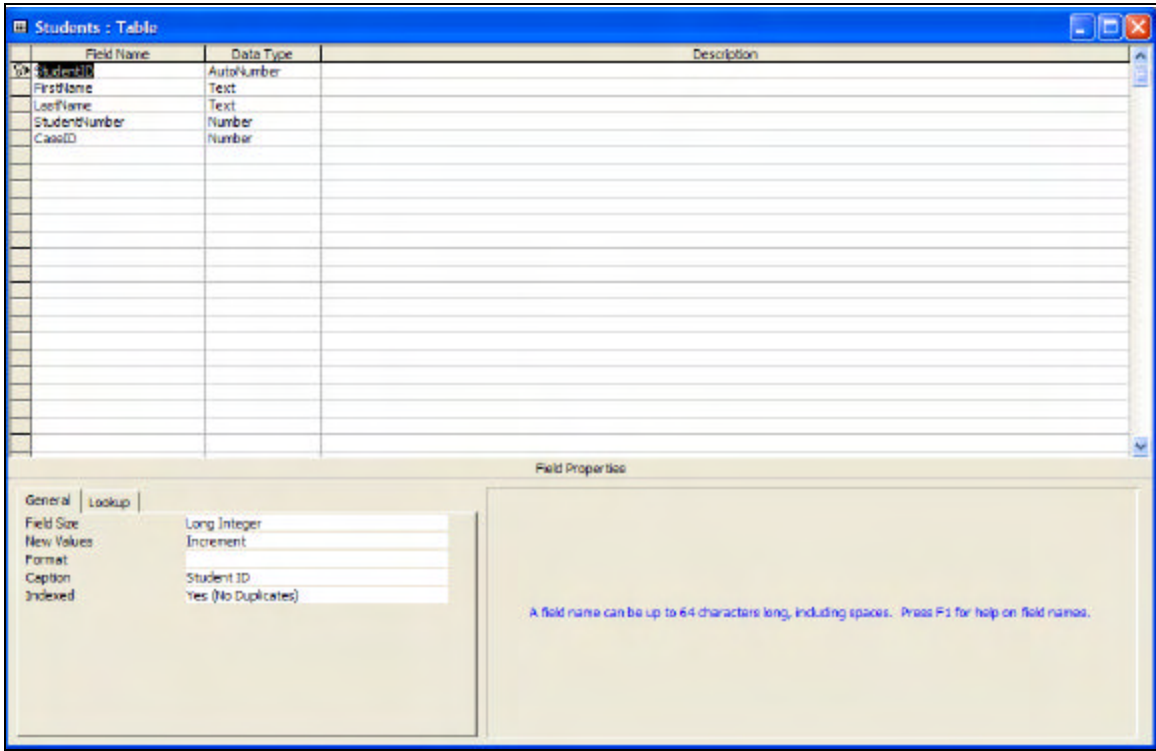 Students : Table
Field Name Data Type Description
StudentID AutoNumber
FirstName Text
LastName Text
StudentNumber Number
CaseID Number
Field Properties
General Lookup
Field Size Long Integer
New Values Increment
Format
Caption Student ID
Indexed Yes (No Duplicates)
A field name can be up to 64 characters long, including spaces. Press F1 for help on field names.